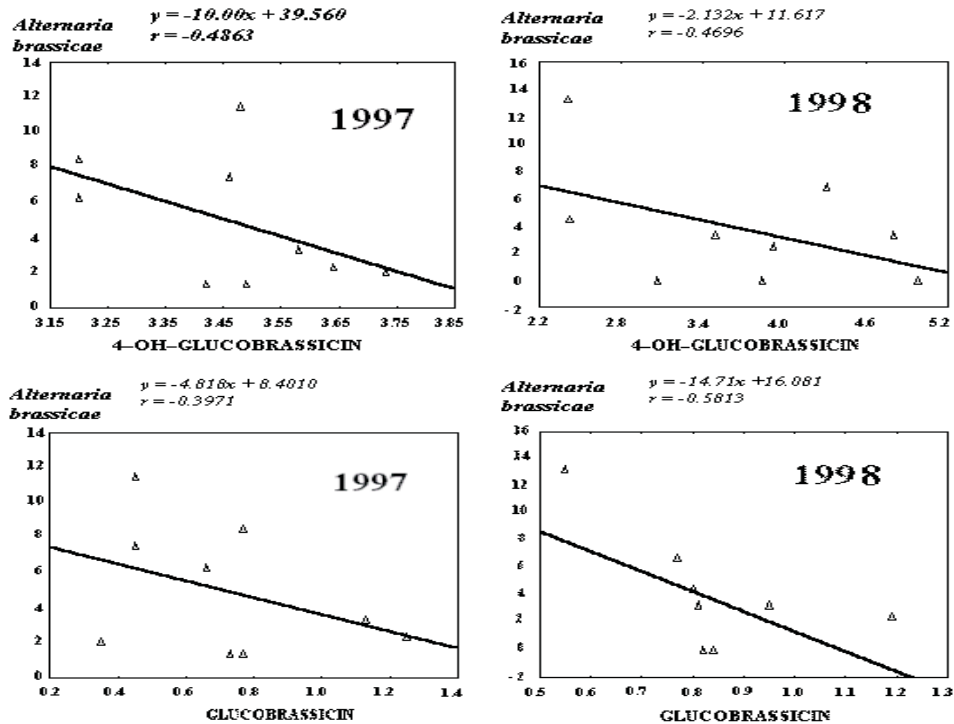 Alternaria
brassicae
y = -10.00x + 39.560
r = -0.4863
1997
14
12
10
8
6
4
2
0
3.15 3.25 3.35 3.45 3.55 3.65 3.75 3.85
4-OH-GLUCOBRASSICIN
Alternaria
brassicae
y = -2.132x + 11.617
r = -0.4696
1998
16
14
12
10
8
6
4
2
0
-2
2.2 2.8 3.4 4.0 4.6 5.2
4-OH-GLUCOBRASSICIN
Alternaria
brassicae
y = -4.818x + 8.4010
r = -0.3971
1997
14
12
10
8
6
4
2
0
0.2 0.4 0.6 0.8 1.0 1.2 1.4
GLUCOBRASSICIN
Alternaria
brassicae
y = -14.71x +16.081
r = -0.5813
1998
16
14
12
10
8
6
4
2
0
-2
0.5 0.6 0.7 0.8 0.9 1.0 1.1 1.2 1.3
GLUCOBRASSICIN